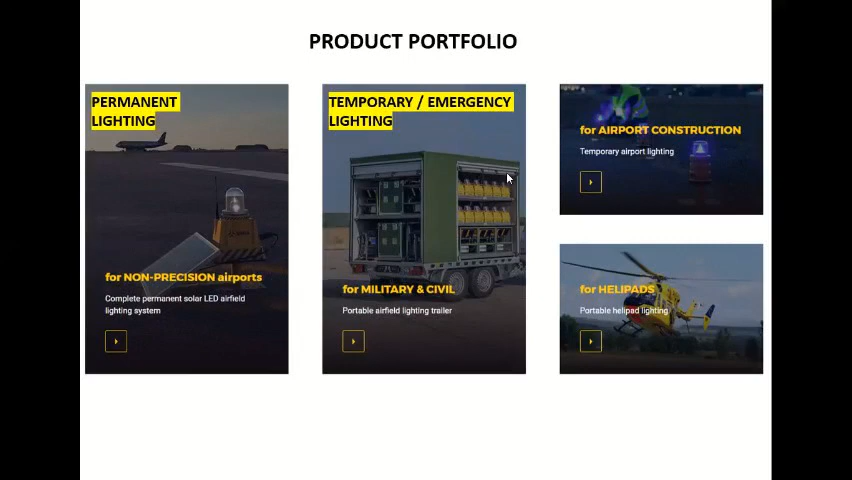 PRODUCT PORTFOLIO
PERMANENT
LIGHTING
for NON-PRECISION airports
Complete permanent solar LED airfield
lighting system
TEMPORARY / EMERGENCY
LIGHTING
for MILITARY & CIVIL
Portable airfield lighting trailer
for AIRPORT CONSTRUCTION
Temporary airport lighting
for HELIPADS
Portable helipad lighting